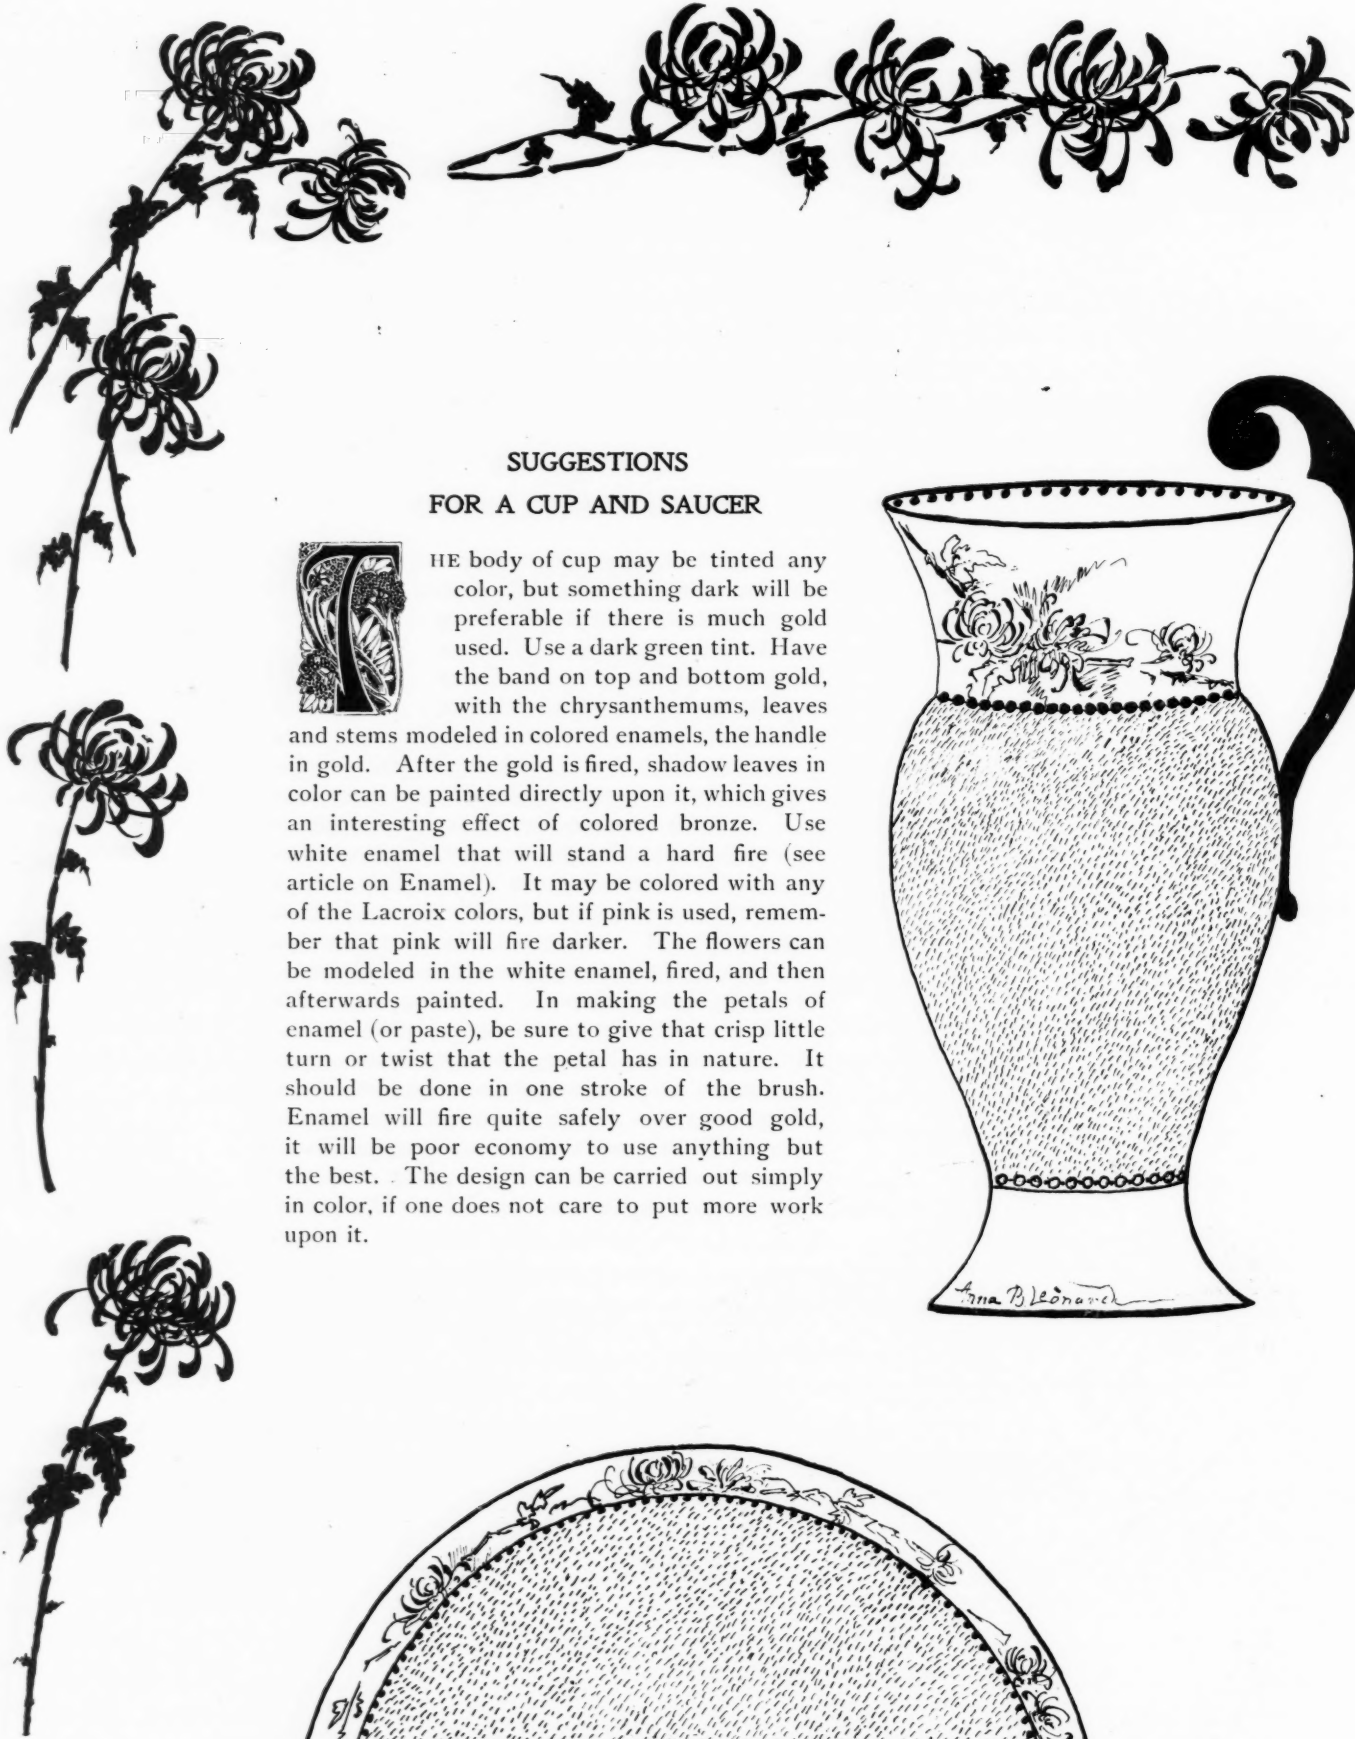 SUGGESTIONS
FOR A CUP AND SAUCER
THE body of cup may be tinted any
color, but something dark will be
preferable if there is much gold
used. Use a dark green tint. Have
the band on top and bottom gold,
with the chrysanthemums, leaves
and stems modeled in colored enamels, the handle
in gold. After the gold is fired, shadow leaves in
color can be painted directly upon it, which gives
an interesting effect of colored bronze. Use
white enamel that will stand a hard fire (see
article on Enamel). It may be colored with any
of the Lacroix colors, but if pink is used, remem-
ber that pink will fire darker. The flowers can
be modeled in the white enamel, fired, and then
afterwards painted. In making the petals of
enamel (or paste), be sure to give that crisp little
turn or twist that the petal has in nature. It
should be done in one stroke of the brush.
Enamel will fire quite safely over good gold,
it will be poor economy to use anything but
the best. The design can be carried out simply
in color, if one does not care to put more work
upon it.
Anna B Leonard